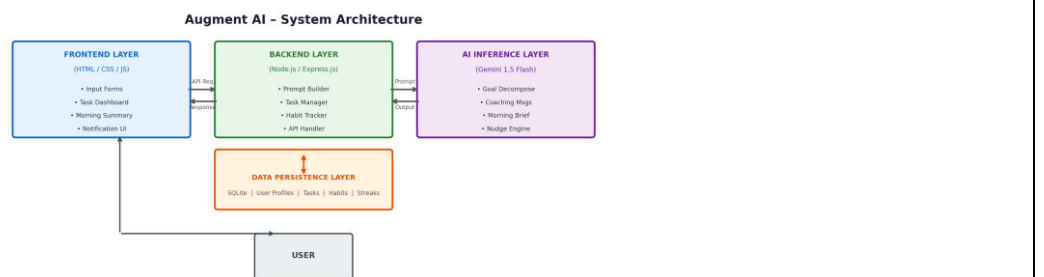 Augment AI – System Architecture
FRONTEND LAYER
(HTML / CSS / JS)
• Input Forms
• Task Dashboard
• Morning Summary
• Notification UI
API Req
Response
BACKEND LAYER
(Node.js / Express.js)
• Prompt Builder
• Task Manager
• Habit Tracker
• API Handler
Prompt
Output
AI INFERENCE LAYER
(Gemini 1.5 Flash)
• Goal Decompose
• Coaching Msgs
• Morning Brief
• Nudge Engine
DATA PERSISTENCE LAYER
SQLite | User Profiles | Tasks | Habits | Streaks
USER